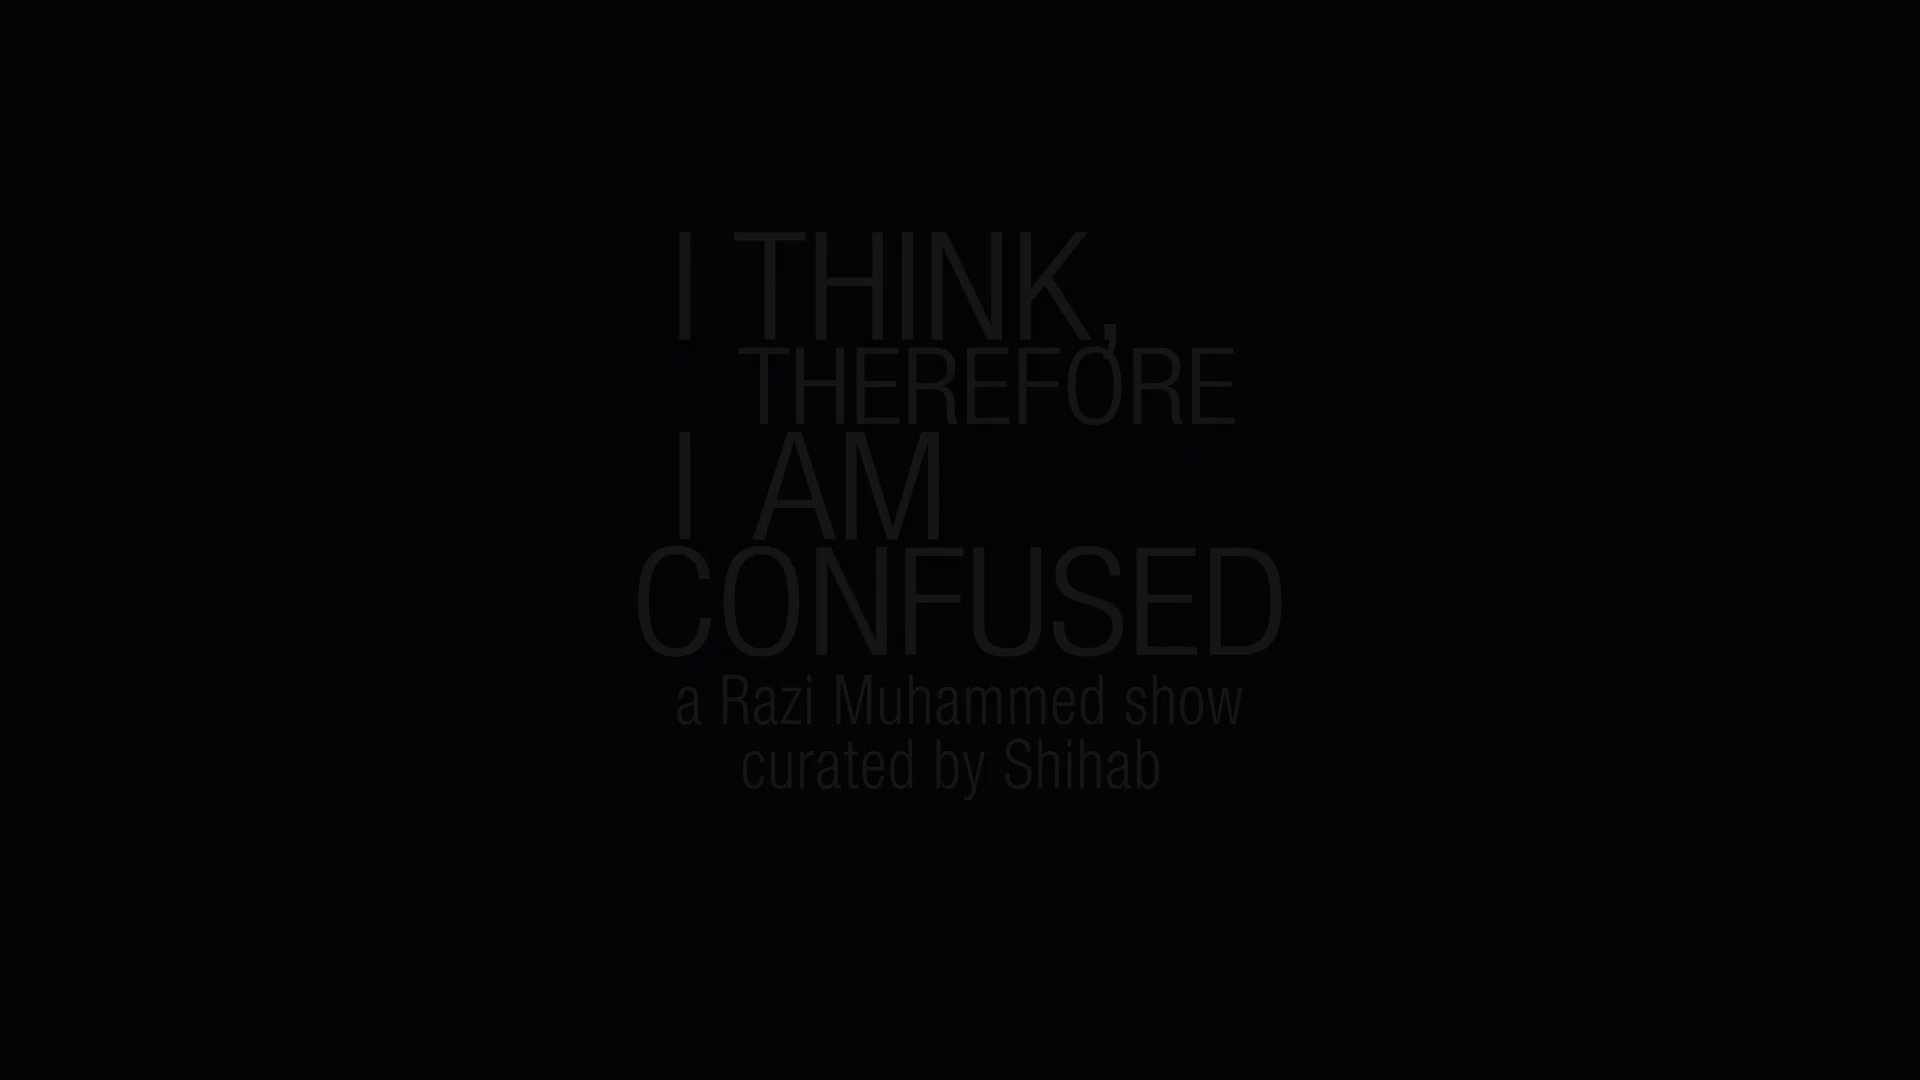 I THINK,
THEREFORE
I AM
CONFUSED
a Razi Muhammed show
curated by Shihab